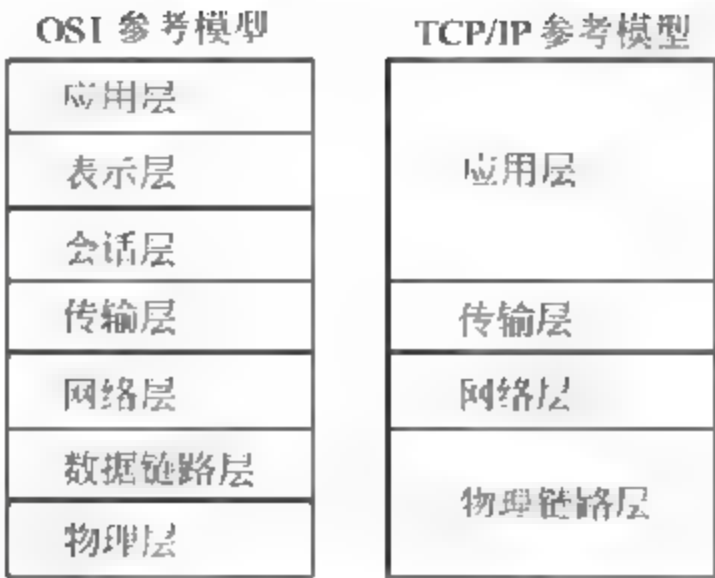 OSI 参考模型
应用层
表示层
会话层
传输层
网络层
数据链路层
物理层
TCP/IP 参考模型
应用层
传输层
网络层
物理链路层